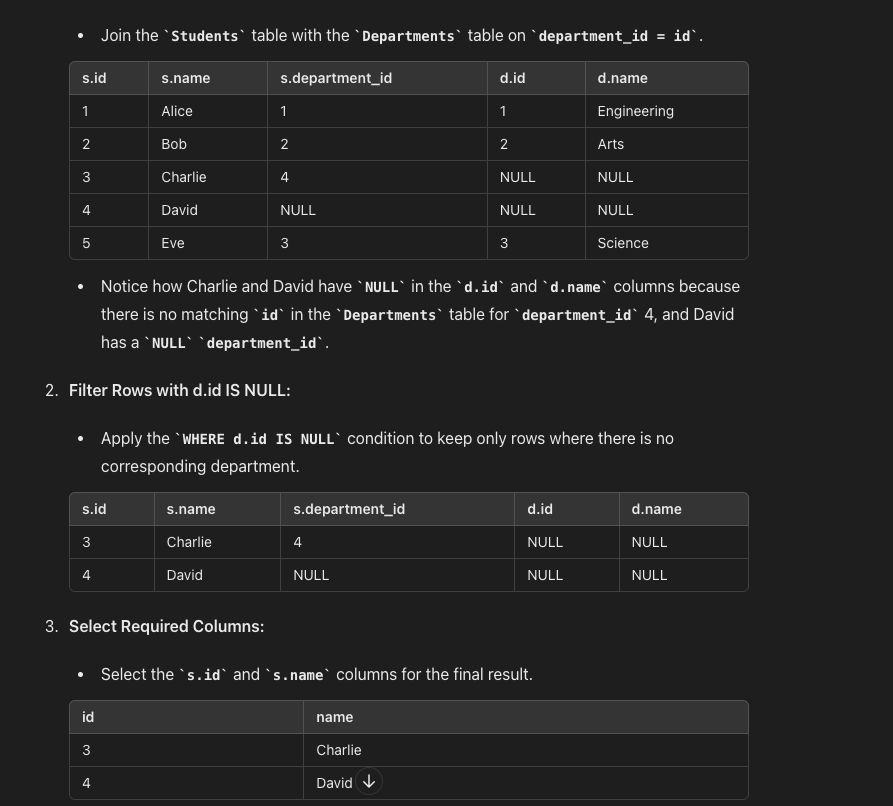 • Join the `Students` table with the `Departments` table on `department_id = id`.
s.id s.name s.department_id d.id d.name
1 Alice 1 1 Engineering
2 Bob 2 2 Arts
3 Charlie 4 NULL NULL
4 David NULL NULL NULL
5 Eve 3 3 Science
• Notice how Charlie and David have `NULL` in the `d.id` and `d.name` columns because
there is no matching `id` in the `Departments` table for `department_id` 4, and David
has a `NULL` `department_id`.
2. Filter Rows with d.id IS NULL:
• Apply the `WHERE d.id IS NULL` condition to keep only rows where there is no
corresponding department.
s.id s.name s.department_id d.id d.name
3 Charlie 4 NULL NULL
4 David NULL NULL NULL
3. Select Required Columns:
• Select the `s.id` and `s.name` columns for the final result.
id name
3 Charlie
4 David